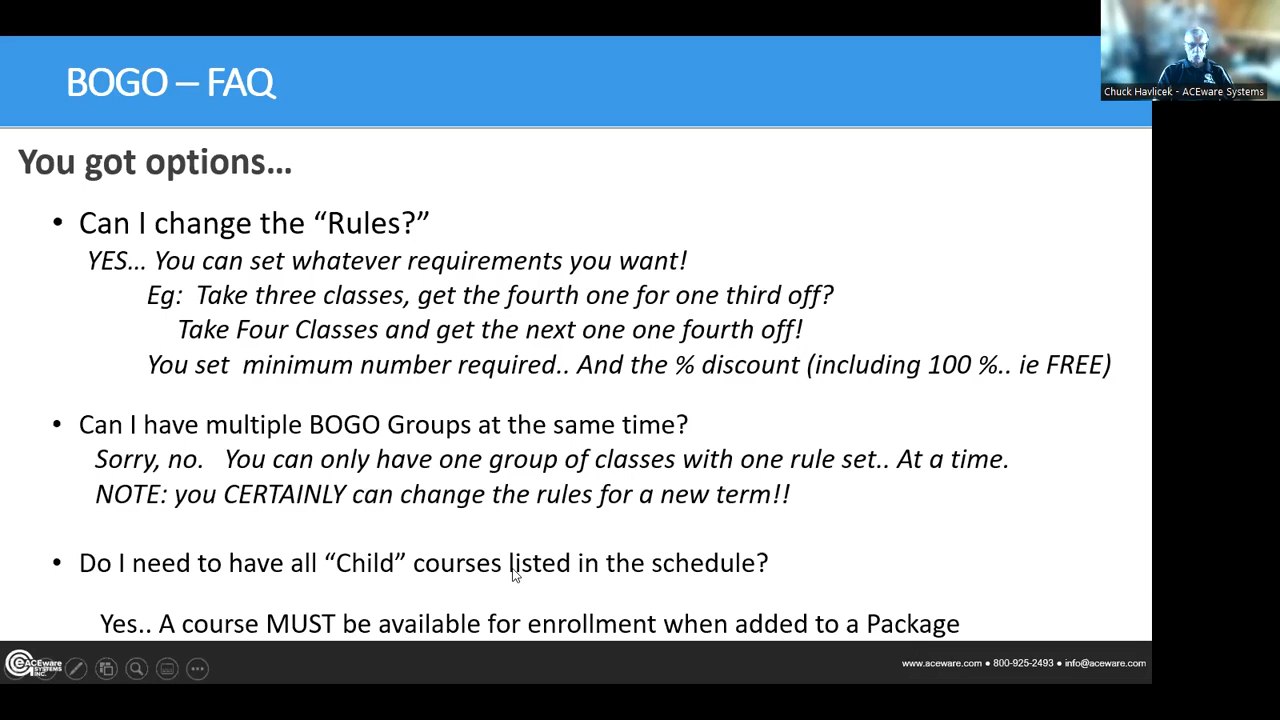 BOGO – FAQ
Chuck Havlicek - ACEware Systems
You got options…
• Can I change the “Rules?”
YES… You can set whatever requirements you want!
Eg: Take three classes, get the fourth one for one third off?
Take Four Classes and get the next one one fourth off!
You set minimum number required.. And the % discount (including 100 %.. ie FREE)
• Can I have multiple BOGO Groups at the same time?
Sorry, no. You can only have one group of classes with one rule set.. At a time.
NOTE: you CERTAINLY can change the rules for a new term!!
• Do I need to have all “Child” courses listed in the schedule?
Yes.. A course MUST be available for enrollment when added to a Package
ACEware
SYSTEMS
INC.
www.aceware.com ● 800-925-2493 ● info@aceware.com